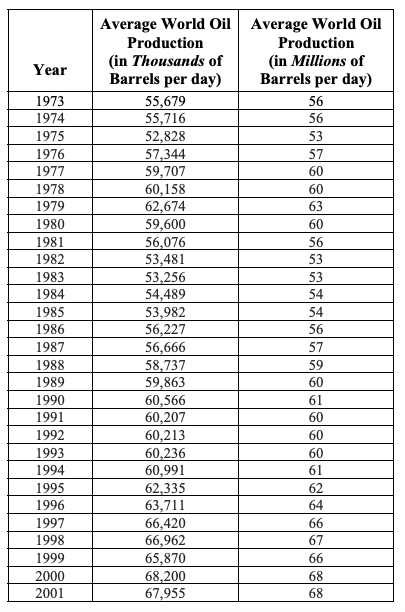 Year Average World Oil Production (in Thousands of Barrels per day) Average World Oil Production (in Millions of Barrels per day)
1973 55,679 56
1974 55,716 56
1975 52,828 53
1976 57,344 57
1977 59,707 60
1978 60,158 60
1979 62,674 63
1980 59,600 60
1981 56,076 56
1982 53,481 53
1983 53,256 53
1984 54,489 54
1985 53,982 54
1986 56,227 56
1987 56,666 57
1988 58,737 59
1989 59,863 60
1990 60,566 61
1991 60,207 60
1992 60,213 60
1993 60,236 60
1994 60,991 61
1995 62,335 62
1996 63,711 64
1997 66,420 66
1998 66,962 67
1999 65,870 66
2000 68,200 68
2001 67,955 68